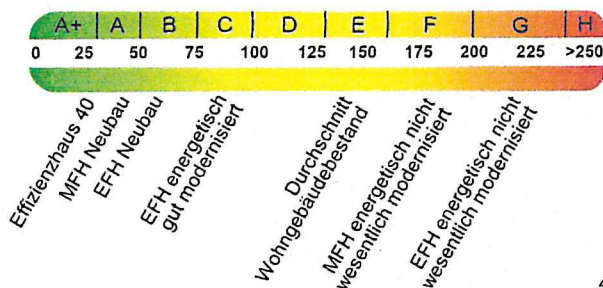 A+ A B C D E F G H
0 25 50 75 100 125 150 175 200 225 >250
Effizienzhaus 40
MFH Neubau
EFH Neubau
EFH energetisch
gut modernisiert
Durchschnitt
Wohngebäudebestand
MFH energetisch nicht
wesentlich modernisiert
EFH energetisch nicht
wesentlich modernisiert